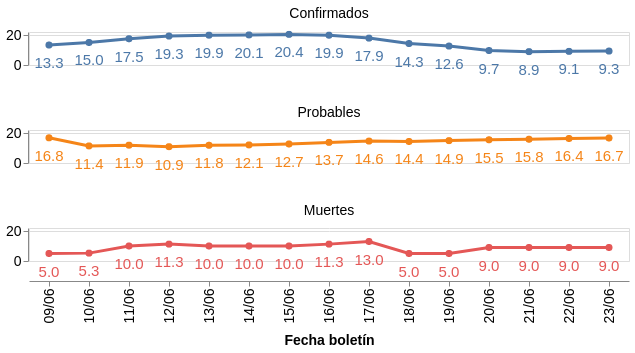 Confirmados
20
0
13.3 15.0 17.5 19.3 19.9 20.1 20.4 19.9 17.9 14.3 12.6 9.7 8.9 9.1 9.3
Probables
20
0
16.8 11.4 11.9 10.9 11.8 12.1 12.7 13.7 14.6 14.4 14.9 15.5 15.8 16.4 16.7
Muertes
20
0
5.0 5.3 10.0 11.3 10.0 10.0 10.0 11.3 13.0 5.0 5.0 9.0 9.0 9.0 9.0
09/06 10/06 11/06 12/06 13/06 14/06 15/06 16/06 17/06 18/06 19/06 20/06 21/06 22/06 23/06
Fecha boletín